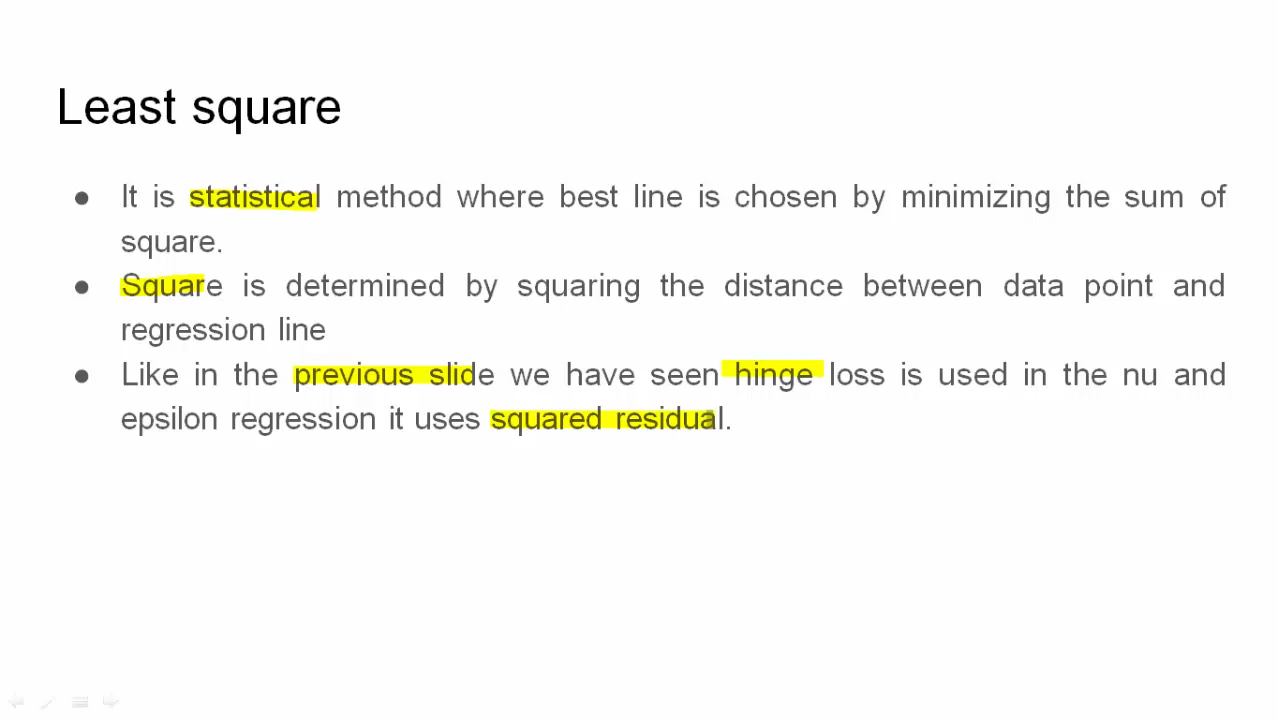 Least square
● It is statistical method where best line is chosen by minimizing the sum of
square.
● Square is determined by squaring the distance between data point and
regression line
● Like in the previous slide we have seen hinge loss is used in the nu and
epsilon regression it uses squared residual.